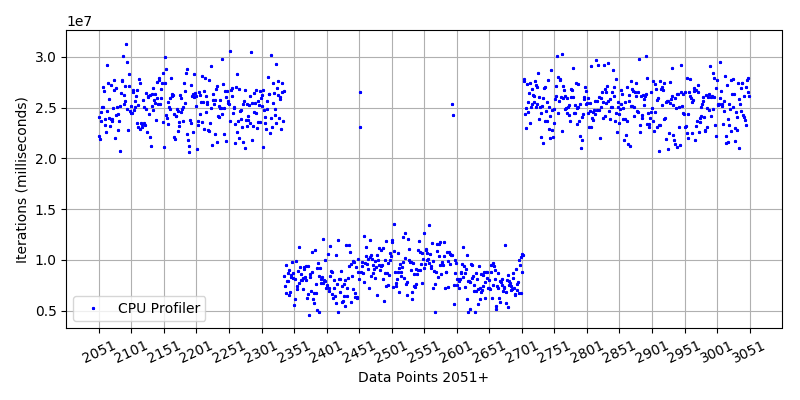 1e7
3.0
2.5
2.0
1.5
1.0
0.5
Iterations (milliseconds)
CPU Profiler
2051 2101 2151 2201 2251 2301 2351 2401 2451 2501 2551 2601 2651 2701 2751 2801 2851 2901 2951 3001 3051
Data Points 2051+